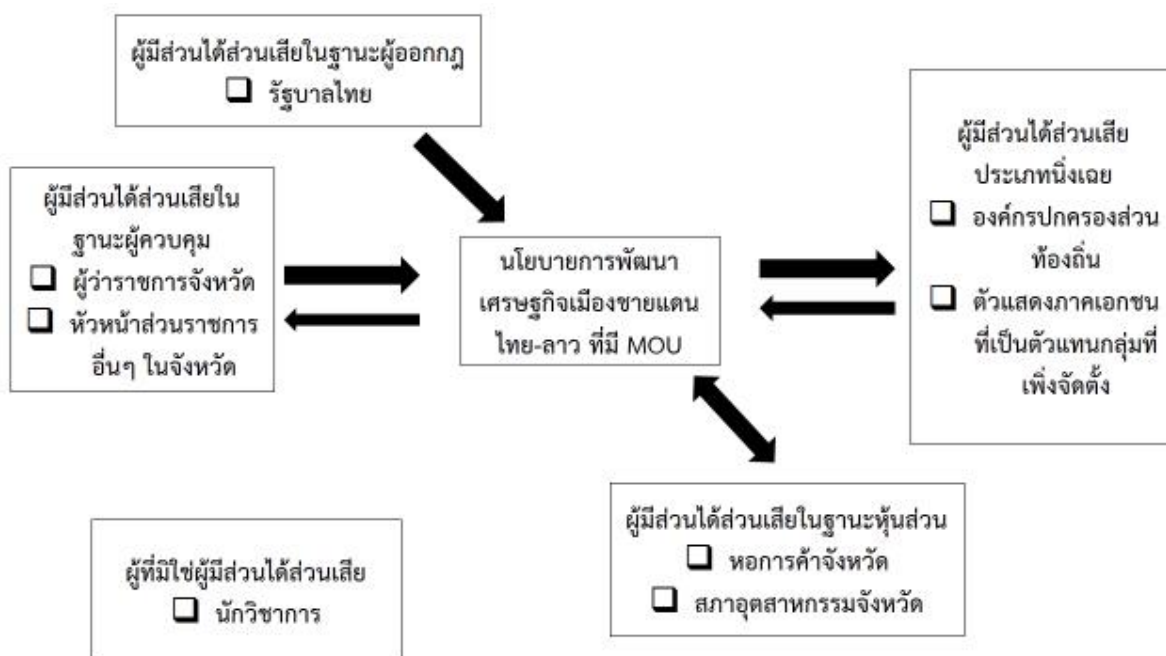 ผู้มีส่วนได้ส่วนเสียในฐานะผู้ออกกฎ
❑ รัฐบาลไทย
ผู้มีส่วนได้ส่วนเสียใน
ฐานะผู้ควบคุม
❑ ผู้ว่าราชการจังหวัด
❑ หัวหน้าส่วนราชการ
อื่นๆ ในจังหวัด
นโยบายการพัฒนา
เศรษฐกิจเมืองชายแดน
ไทย-ลาว ที่มี MOU
ผู้มีส่วนได้ส่วนเสีย
ประเภทนิ่งเฉย
❑ องค์กรปกครองส่วน
ท้องถิ่น
❑ ตัวแสดงภาคเอกชน
ที่เป็นตัวแทนกลุ่มที่
เพิ่งจัดตั้ง
ผู้ที่มิใช่ผู้มีส่วนได้ส่วนเสีย
❑ นักวิชาการ
ผู้มีส่วนได้ส่วนเสียในฐานะหุ้นส่วน
❑ หอการค้าจังหวัด
❑ สภาอุตสาหกรรมจังหวัด